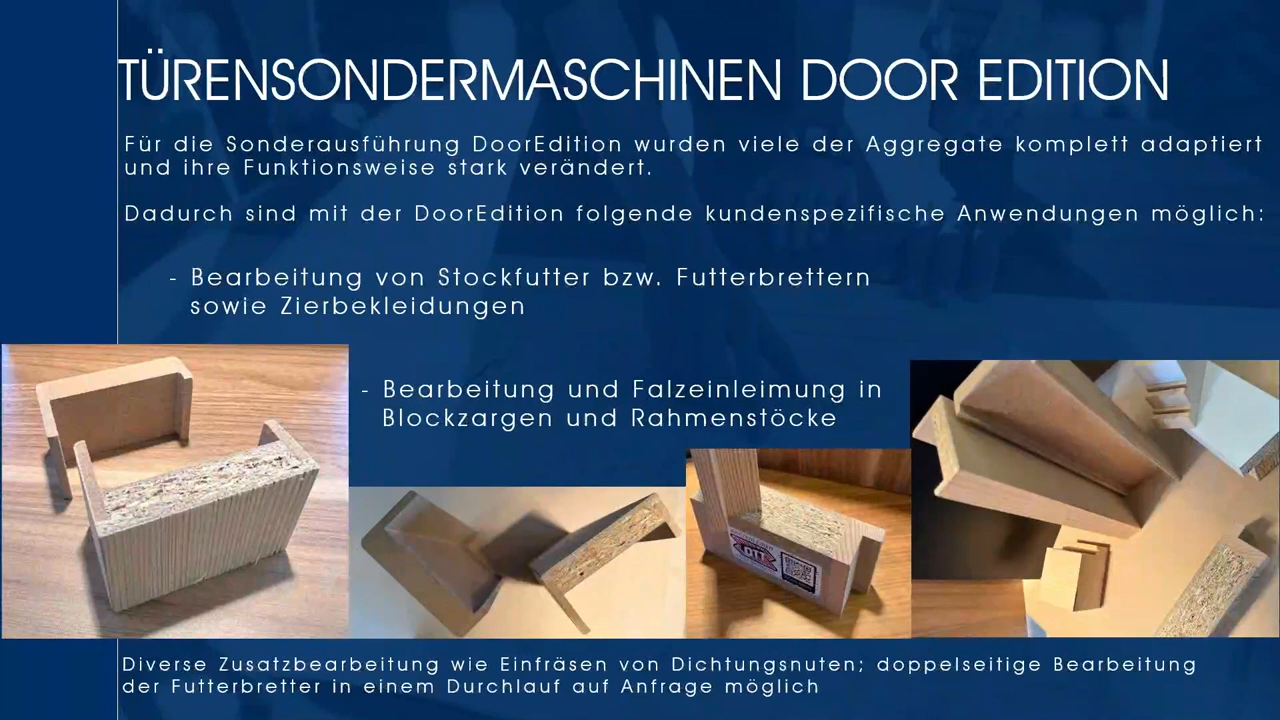 TÜRENSONDERMASCHINEN DOOR EDITION
Für die Sonderausführung DoorEdition wurden viele der Aggregate komplett adaptiert
und ihre Funktionsweise stark verändert.
Dadurch sind mit der DoorEdition folgende kundenspezifische Anwendungen möglich:
- Bearbeitung von Stockfutter bzw. Futterbrettern
sowie Zierbekleidungen
- Bearbeitung und Falzeinleimung in
Blockzargen und Rahmenstöcke
OTT
Diverse Zusatzbearbeitung wie Einfräsen von Dichtungsnuten; doppelseitige Bearbeitung
der Futterbretter in einem Durchlauf auf Anfrage möglich